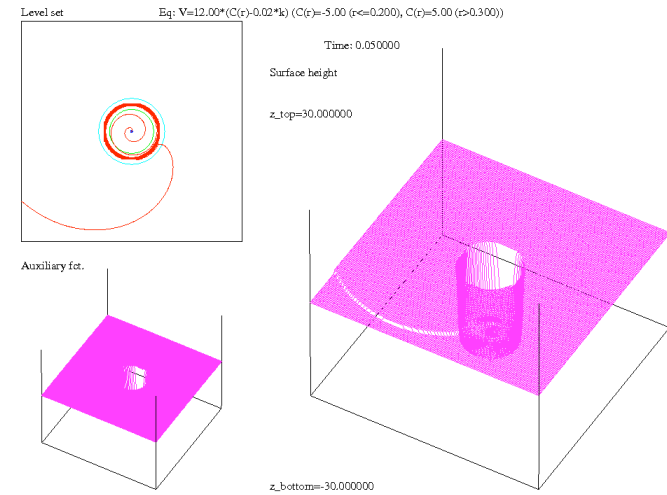 Level set
Eq: V=12.00*(C(r)-0.02*k) (C(r)=-5.00 (r<=0.200), C(r)=5.00 (r>0.300))
Time: 0.050000
Surface height
z_top=30.000000
Auxiliary fct.
z_bottom=-30.000000